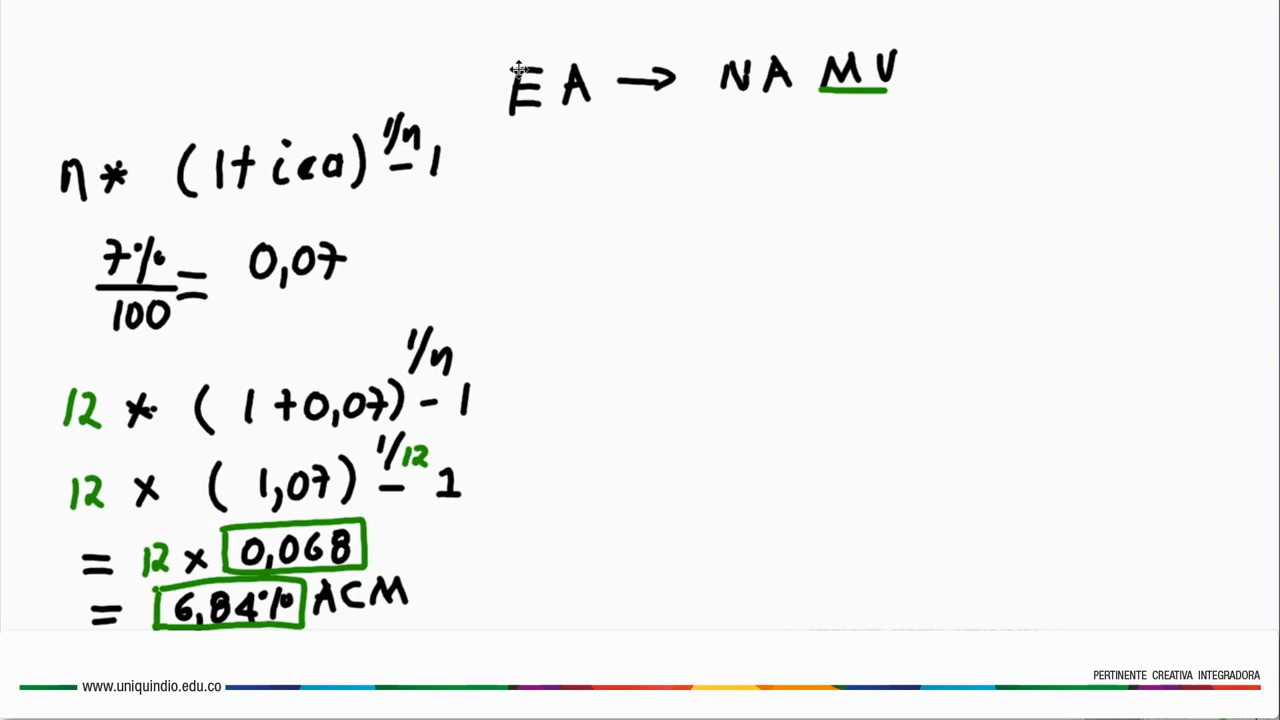 EA → NA MV
n* (1+ iea)^1/n - 1
7%/100 = 0,07
12 * (1+0,07)^1/n - 1
12 x (1,07)^1/12 - 1
= 12 x 0,068
= 6,84% ACM
PERTINENTE CREATIVA INTEGRADORA
www.uniquindio.edu.co